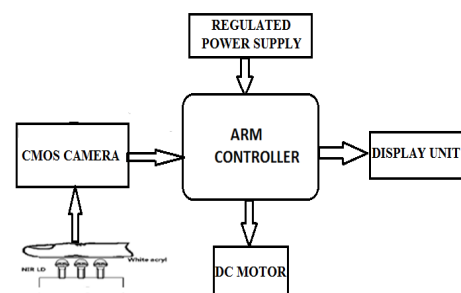 REGULATED
POWER SUPPLY
ARM
CONTROLLER
CMOS CAMERA
DISPLAY UNIT
White acryl
NIR LD
DC MOTOR